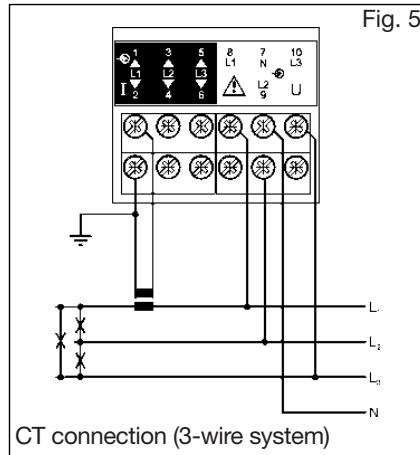 Fig. 5
1 3 5 8 7 10
L1 N L3
L1 L2 L3
I 2 4 6 L2 9 U
L1
L2
L3
N
CT connection (3-wire system)